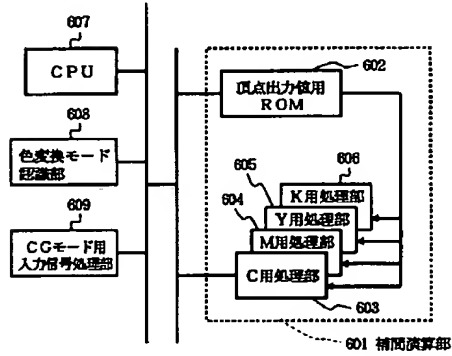 607
CPU
608
色変換モード
認識部
609
CGモード用
入力信号処理部
602
頂点出力値用
ROM
606
K用処理部
605
Y用処理部
604
M用処理部
C用処理部
603
601 補間演算部